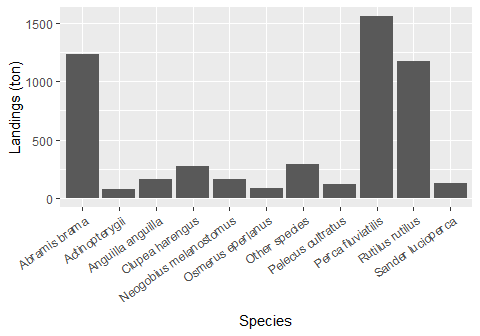 1500
1000
500
0
Landings (ton)
Abramis brama
Actinopterygii
Anguilla anguilla
Clupea harengus
Neogobius melanostomus
Osmerus eperlanus
Other species
Pelecus cultratus
Perca fluviatilis
Rutilus rutilus
Sander lucioperca
Species